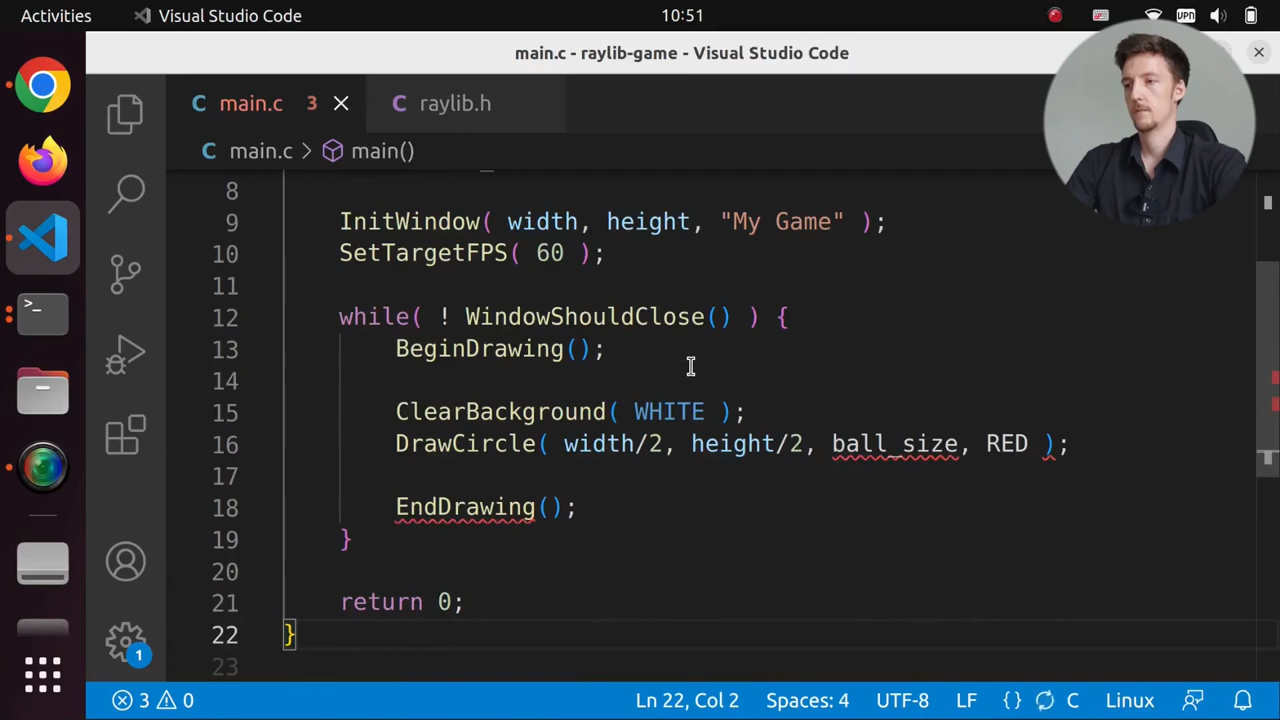 Activities Visual Studio Code 10:51 VPN
main.c - raylib-game - Visual Studio Code
main.c 3 raylib.h
main.c > main()
8
9 InitWindow( width, height, "My Game" );
10 SetTargetFPS( 60 );
11
12 while( ! WindowShouldClose() ) {
13 BeginDrawing();
14
15 ClearBackground( WHITE );
16 DrawCircle( width/2, height/2, ball_size, RED );
17
18 EndDrawing();
19 }
20
21 return 0;
22 }
23
1
3 0 Ln 22, Col 2 Spaces: 4 UTF-8 LF {} C Linux